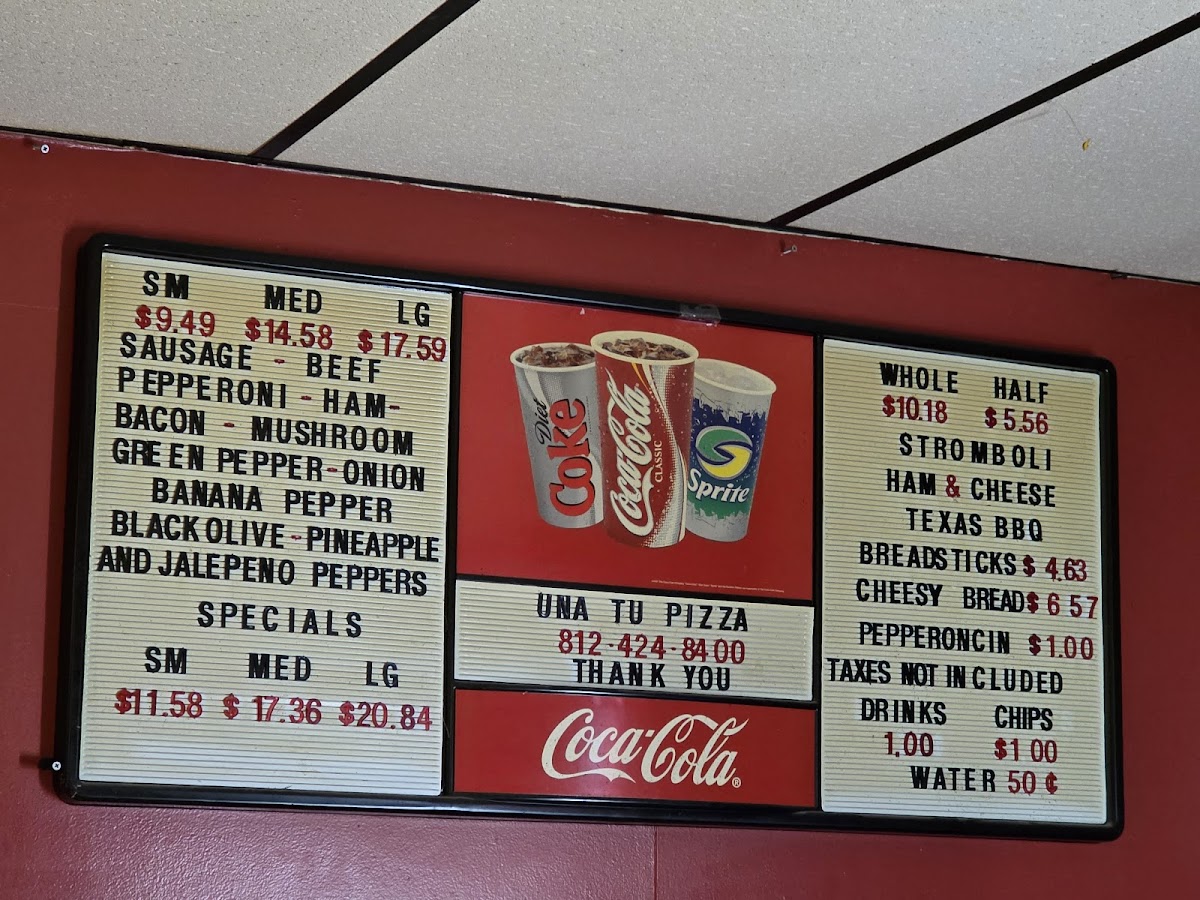 SM MED LG
$9.49 $14.58 $17.59
SAUSAGE - BEEF
PEPPERONI - HAM-
BACON - MUSHROOM
GREEN PEPPER-ONION
BANANA PEPPER
BLACK OLIVE - PINEAPPLE
AND JALEPENO PEPPERS
SPECIALS
SM MED LG
$11.58 $17.36 $20.84
Diet Coke
Coca-Cola
CLASSIC
Sprite
UNA TU PIZZA
812-424-8400
THANK YOU
Coca-Cola®
WHOLE HALF
$10.18 $5.56
STROMBOLI
HAM & CHEESE
TEXAS BBQ
BREADSTICKS $4.63
CHEESY BREAD$ 6 57
PEPPERONCIN $1.00
TAXES NOT INCLUDED
DRINKS CHIPS
1.00 $1 00
WATER 50 ¢